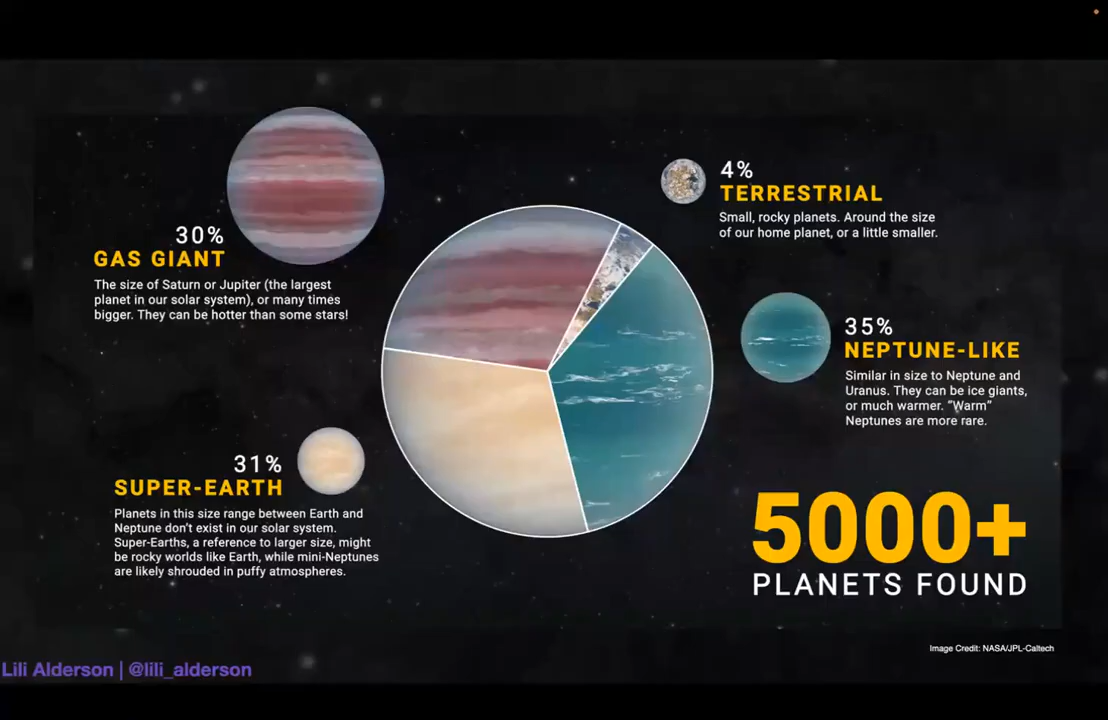 30%
GAS GIANT
The size of Saturn or Jupiter (the largest
planet in our solar system), or many times
bigger. They can be hotter than some stars!
4%
TERRESTRIAL
Small, rocky planets. Around the size
of our home planet, or a little smaller.
35%
NEPTUNE-LIKE
Similar in size to Neptune and
Uranus. They can be ice giants,
or much warmer. "Warm"
Neptunes are more rare.
31%
SUPER-EARTH
Planets in this size range between Earth and
Neptune don't exist in our solar system.
Super-Earths, a reference to larger size, might
be rocky worlds like Earth, while mini-Neptunes
are likely shrouded in puffy atmospheres.
5000+
PLANETS FOUND
Image Credit: NASA/JPL-Caltech
Lili Alderson | @lili_alderson